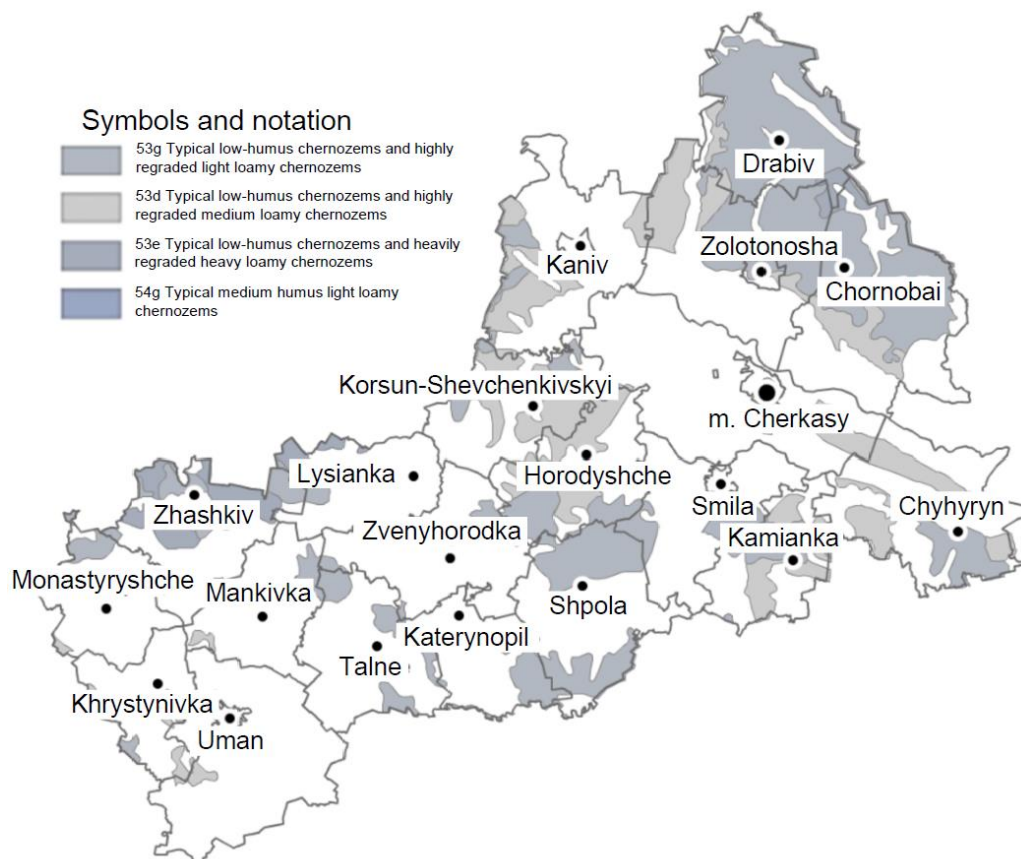 Symbols and notation
53g Typical low-humus chernozems and highly
regraded light loamy chernozems
53d Typical low-humus chernozems and highly
regraded medium loamy chernozems
53e Typical low-humus chernozems and heavily
regraded heavy loamy chernozems
54g Typical medium humus light loamy
chernozems
Drabiv
Zolotonosha
Kaniv
Chornobai
Korsun-Shevchenkivskyi
m. Cherkasy
Lysianka
Horodyshche
Zhashkiv
Smila
Chyhyryn
Zvenyhorodka
Kamianka
Monastyryshche
Mankivka
Shpola
Katerynopil
Talne
Khrystynivka
Uman